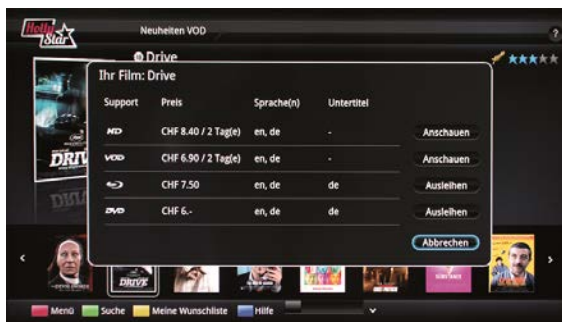 Holly Star
Neuheiten VOD
?
Drive
Ihr Film: Drive
Support Preis Sprache(n) Untertitel
HD CHF 8.40 / 2 Tag(e) en, de - Anschauen
VOD CHF 6.90 / 2 Tag(e) en, de - Anschauen
CHF 7.50 en, de de Ausleihen
DVD CHF 6.- en, de de Ausleihen
Abbrechen
DRIV
DRIVE
Menü Suche Meine Wunschliste Hilfe